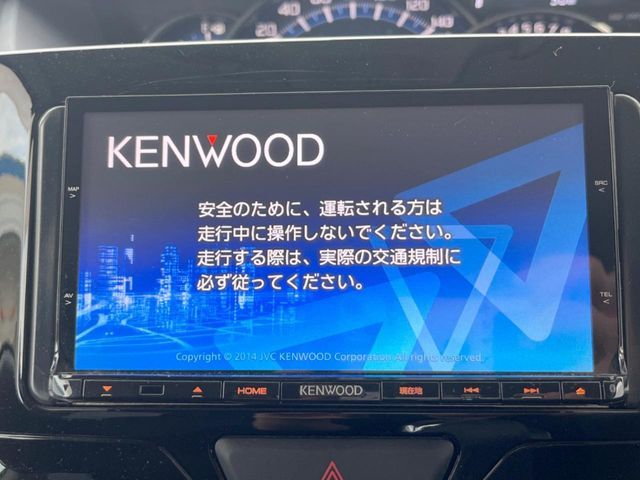 20
120
140
MAP
AV
SRC
TEL
KENWOOD
安全のために、運転される方は
走行中に操作しないでください。
走行する際は、実際の交通規制に
必ず従ってください。
Copyright © 2014 JVC KENWOOD Corporation All rights reserved.
HOME
KENWOOD
現在地